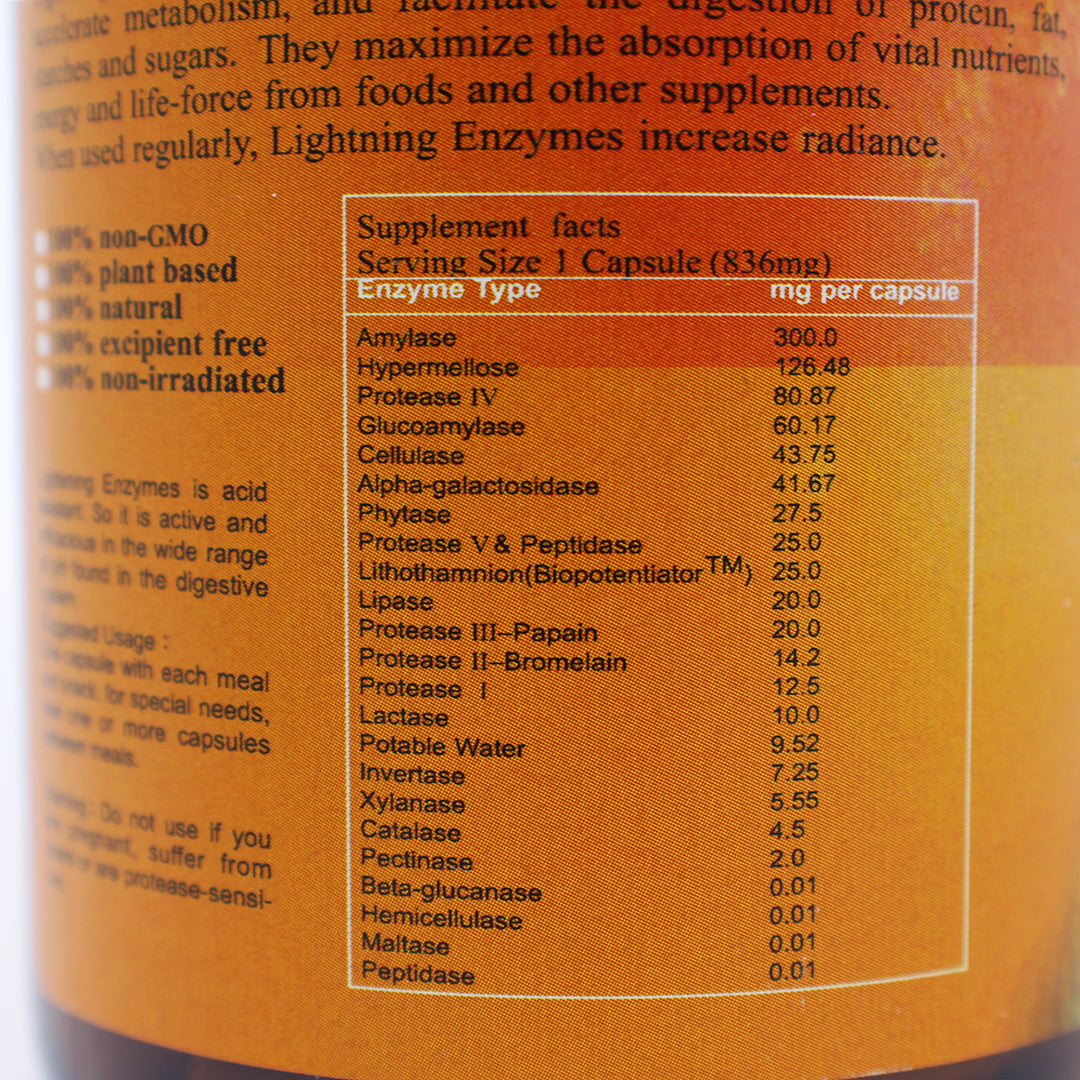 accelerate metabolism, and facilitate the digestion of protein, fat,
starches and sugars. They maximize the absorption of vital nutrients,
energy and life-force from foods and other supplements.
When used regularly, Lightning Enzymes increase radiance.
100% non-GMO
100% plant based
100% natural
100% excipient free
100% non-irradiated
Enzymes is acid
So it is active and
in the wide range
found in the digestive
Usage :
capsule with each meal
for special needs,
one or more capsules
meals.
Do not use if you
pregnant, suffer from
or are protease-sensi-
Supplement facts
Serving Size 1 Capsule (836mg)
Enzyme Type mg per capsule
Amylase 300.0
Hypermellose 126.48
Protease IV 80.87
Glucoamylase 60.17
Cellulase 43.75
Alpha-galactosidase 41.67
Phytase 27.5
Protease V & Peptidase 25.0
Lithothamnion(Biopotentiator™) 25.0
Lipase 20.0
Protease III–Papain 20.0
Protease II–Bromelain 14.2
Protease I 12.5
Lactase 10.0
Potable Water 9.52
Invertase 7.25
Xylanase 5.55
Catalase 4.5
Pectinase 2.0
Beta-glucanase 0.01
Hemicellulase 0.01
Maltase 0.01
Peptidase 0.01